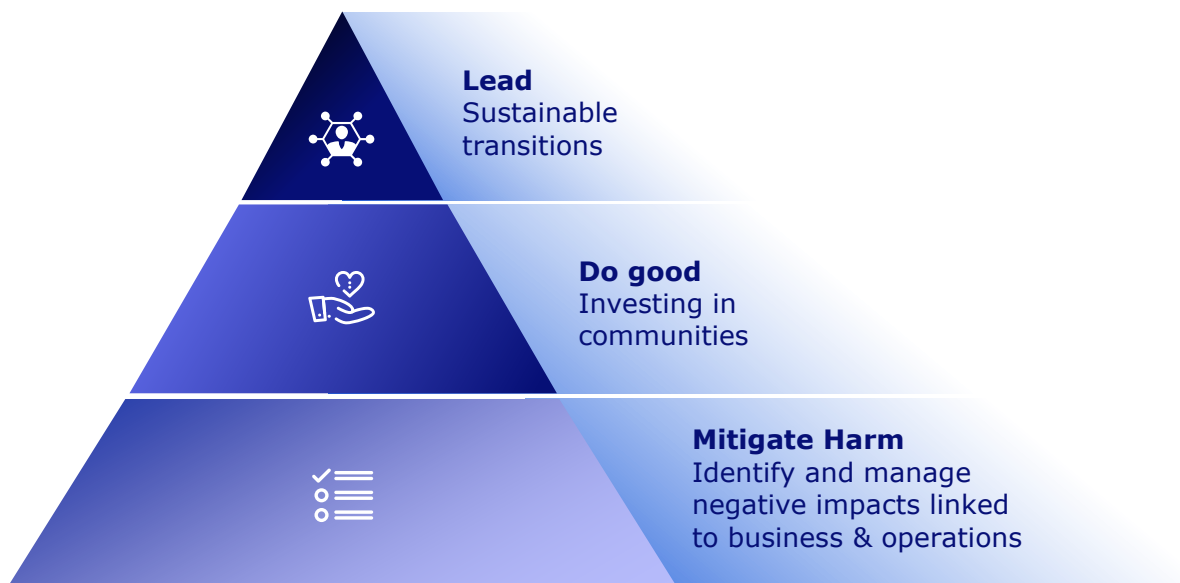 Lead
Sustainable
transitions
Do good
Investing in
communities
Mitigate Harm
Identify and manage
negative impacts linked
to business & operations